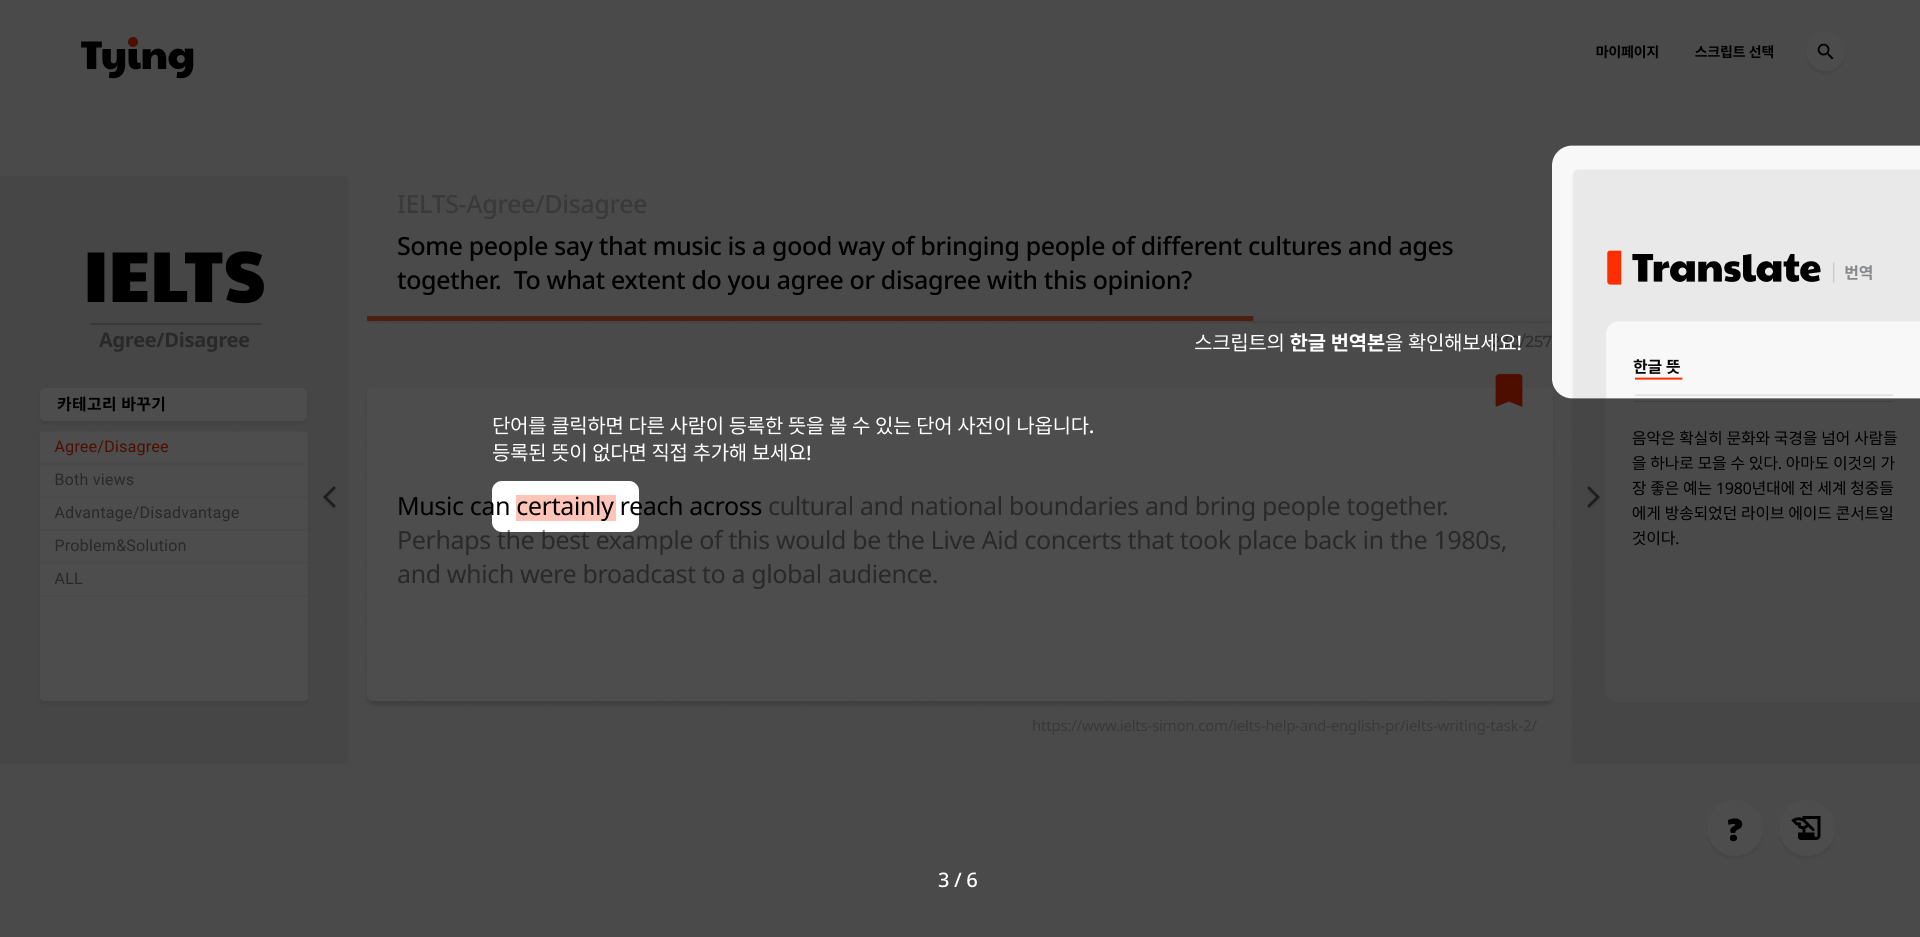 Tying
마이페이지
스크립트 선택
IELTS
Agree/Disagree
카테고리 바꾸기
Agree/Disagree
Both views
Advantage/Disadvantage
Problem&Solution
ALL
IELTS-Agree/Disagree
Some people say that music is a good way of bringing people of different cultures and ages
together. To what extent do you agree or disagree with this opinion?
스크립트의 한글 번역본을 확인해보세요!
/257
단어를 클릭하면 다른 사람이 등록한 뜻을 볼 수 있는 단어 사전이 나옵니다.
등록된 뜻이 없다면 직접 추가해 보세요!
Music can certainly reach across cultural and national boundaries and bring people together.
Perhaps the best example of this would be the Live Aid concerts that took place back in the 1980s,
and which were broadcast to a global audience.
https://www.ielts-simon.com/ielts-help-and-english-pr/ielts-writing-task-2/
Translate
번역
한글 뜻
음악은 확실히 문화와 국경을 넘어 사람들
을 하나로 모을 수 있다. 아마도 이것의 가
장 좋은 예는 1980년대에 전 세계 청중들
에게 방송되었던 라이브 에이드 콘서트일
것이다.
?
3 / 6